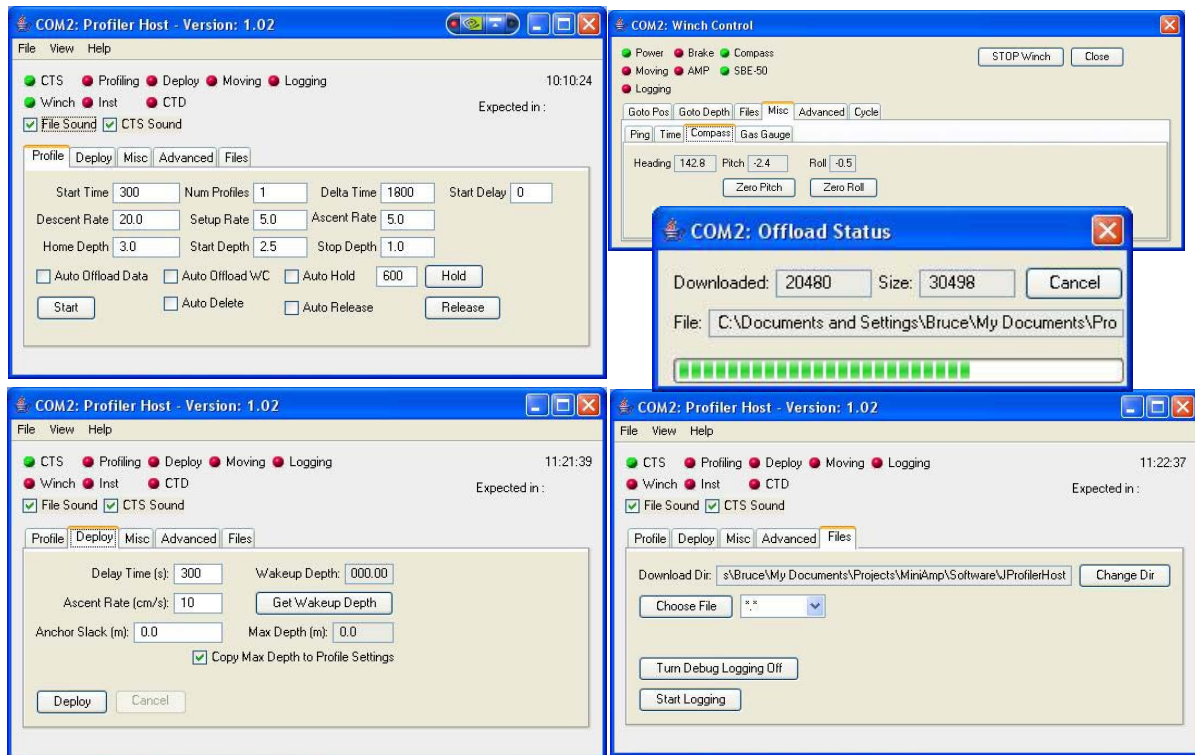 COM2: Profiler Host - Version: 1.02
File View Help
CTS Profiling Deploy Moving Logging 10:10:24
Winch Inst CTD Expected in :
File Sound CTS Sound
Profile Deploy Misc Advanced Files
Start Time 300 Num Profiles 1 Delta Time 1800 Start Delay 0
Descent Rate 20.0 Setup Rate 5.0 Ascent Rate 5.0
Home Depth 3.0 Start Depth 2.5 Stop Depth 1.0
Auto Offload Data Auto Offload WC Auto Hold 600 Hold
Start Auto Delete Auto Release Release
COM2: Winch Control
Power Brake Compass STOP Winch Close
Moving AMP SBE-50
Logging
Goto Pos Goto Depth Files Misc Advanced Cycle
Ping Time Compass Gas Gauge
Heading 142.8 Pitch -2.4 Roll -0.5
Zero Pitch Zero Roll
COM2: Offload Status
Downloaded: 20480 Size: 30498 Cancel
File: C:\Documents and Settings\Bruce\My Documents\Pro
COM2: Profiler Host - Version: 1.02
File View Help
CTS Profiling Deploy Moving Logging 11:21:39
Winch Inst CTD Expected in :
File Sound CTS Sound
Profile Deploy Misc Advanced Files
Delay Time (s): 300 Wakeup Depth: 000.00
Ascent Rate (cm/s): 10 Get Wakeup Depth
Anchor Slack (m): 0.0 Max Depth (m): 0.0
Copy Max Depth to Profile Settings
Deploy Cancel
COM2: Profiler Host - Version: 1.02
File View Help
CTS Profiling Deploy Moving Logging 11:22:37
Winch Inst CTD Expected in :
File Sound CTS Sound
Profile Deploy Misc Advanced Files
Download Dir: s\Bruce\My Documents\Projects\MiniAmp\Software\JProfilerHost Change Dir
Choose File *.*
Turn Debug Logging Off
Start Logging